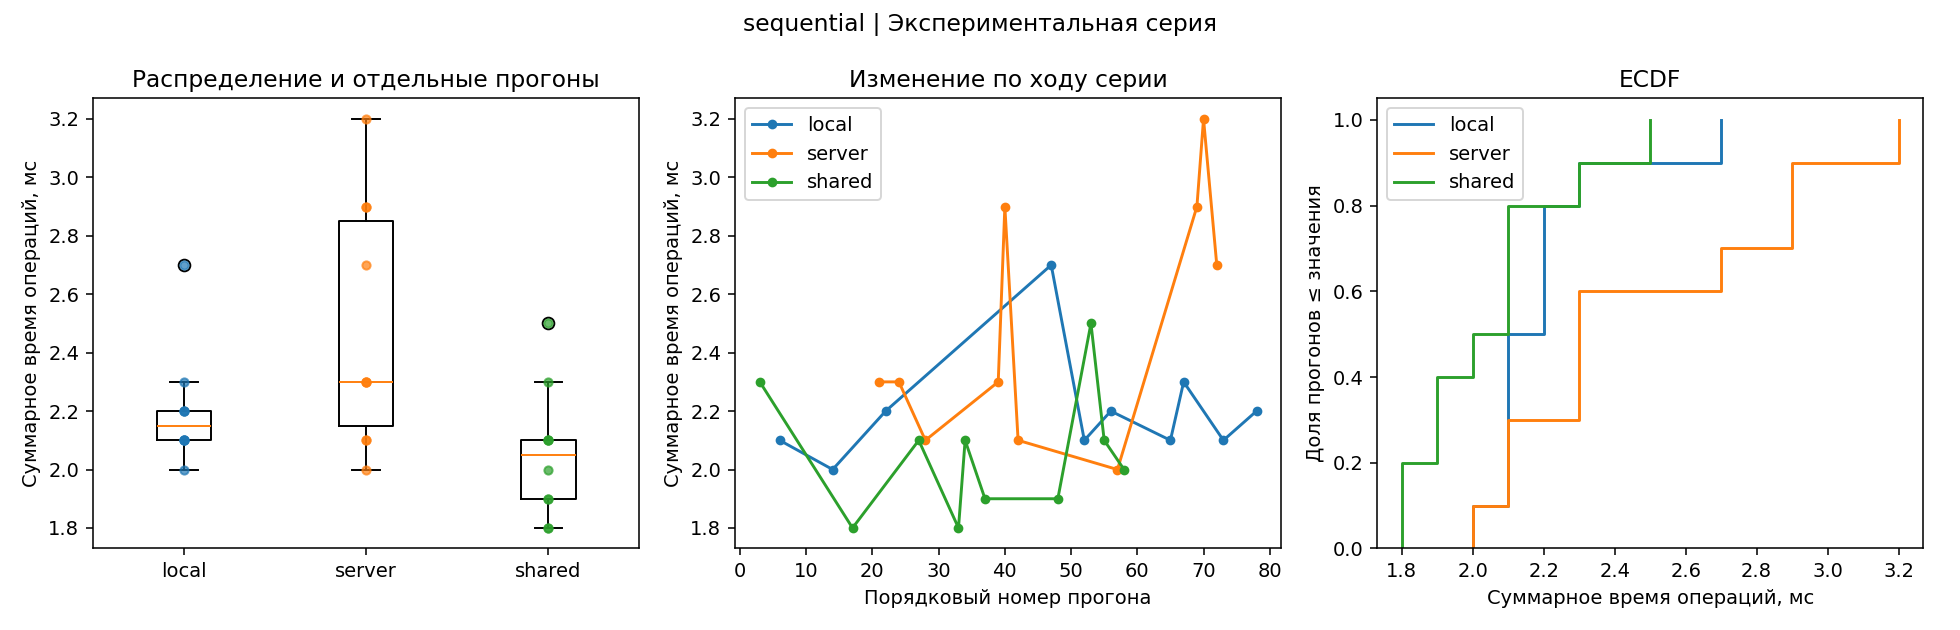 sequential | Экспериментальная серия
Распределение и отдельные прогоны
Суммарное время операций, мс
3.2
3.0
2.8
2.6
2.4
2.2
2.0
1.8
local
server
shared
Изменение по ходу серии
Суммарное время операций, мс
3.2
3.0
2.8
2.6
2.4
2.2
2.0
1.8
local
server
shared
0 10 20 30 40 50 60 70 80
Порядковый номер прогона
ECDF
Доля прогонов ≤ значения
1.0
0.8
0.6
0.4
0.2
0.0
local
server
shared
1.8 2.0 2.2 2.4 2.6 2.8 3.0 3.2
Суммарное время операций, мс